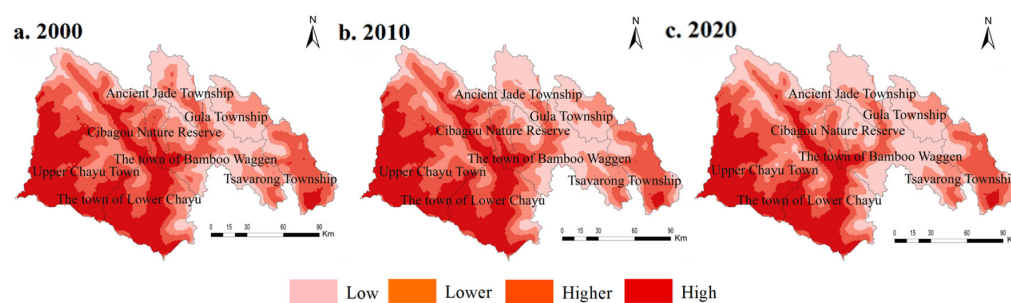 a. 2000
N
Ancient Jade Township
Gula Township
Cibagou Nature Reserve
The town of Bamboo Waggen
Upper Chayu Town
Tsavarong Township
The town of Lower Chayu
0 15 30 60 90
Km
b. 2010
N
Ancient Jade Township
Gula Township
Cibagou Nature Reserve
The town of Bamboo Waggen
Upper Chayu Town
Tsavarong Township
The town of Lower Chayu
0 15 30 60 90
Km
c. 2020
N
Ancient Jade Township
Gula Township
Cibagou Nature Reserve
The town of Bamboo Waggen
Upper Chayu Town
Tsavarong Township
The town of Lower Chayu
0 15 30 60 90
Low Lower Higher High